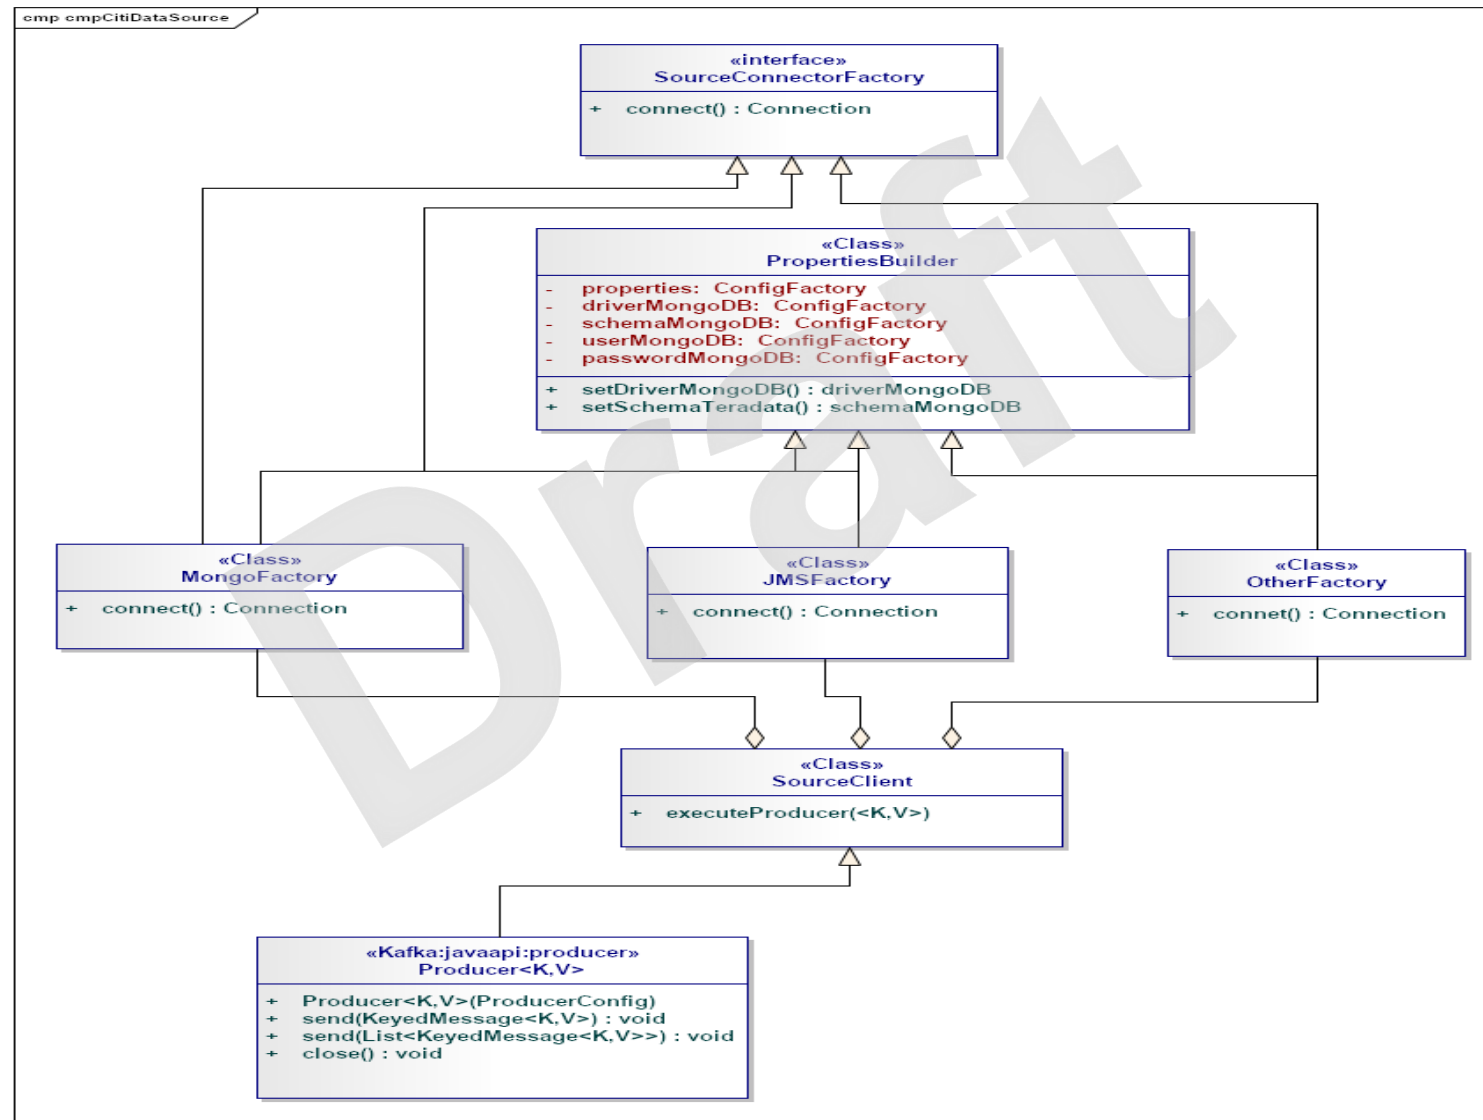 cmp cmpCitiDataSource
«interface»
SourceConnectorFactory
+ connect() : Connection
«Class»
PropertiesBuilder
- properties: ConfigFactory
- driverMongoDB: ConfigFactory
- schemaMongoDB: ConfigFactory
- userMongoDB: ConfigFactory
- passwordMongoDB: ConfigFactory
+ setDriverMongoDB() : driverMongoDB
+ setSchemaTeradata() : schemaMongoDB
«Class»
MongoFactory
+ connect() : Connection
«Class»
JMSFactory
+ connect() : Connection
«Class»
OtherFactory
+ connet() : Connection
«Class»
SourceClient
+ executeProducer(<K,V>)
«Kafka:javaapi:producer»
Producer<K,V>
+ Producer<K,V>(ProducerConfig)
+ send(KeyedMessage<K,V>) : void
+ send(List<KeyedMessage<K,V>>) : void
+ close() : void
Draft